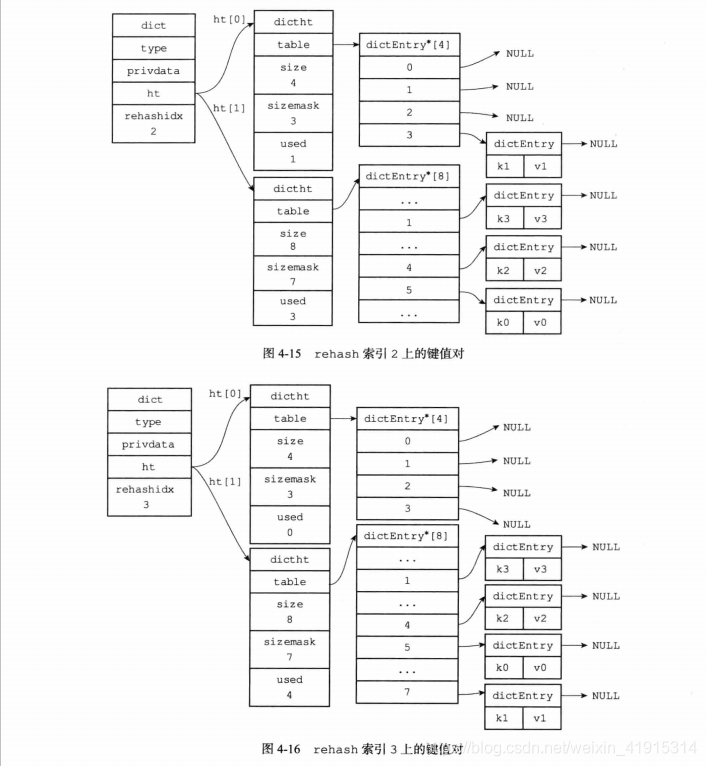 dict
type
privdata
ht
rehashidx
2
ht[0]
ht[1]
dictht
table
size
4
sizemask
3
used
1
dictEntry*[4]
0
1
2
3
NULL
NULL
NULL
dictEntry
k1 v1
NULL
dictht
table
size
8
sizemask
7
used
3
dictEntry*[8]
...
1
...
4
5
...
dictEntry
k3 v3
NULL
dictEntry
k2 v2
NULL
dictEntry
k0 v0
NULL
图 4-15 rehash 索引 2 上的键值对
dict
type
privdata
ht
rehashidx
3
ht[0]
ht[1]
dictht
table
size
4
sizemask
3
used
0
dictEntry*[4]
0
1
2
3
NULL
NULL
NULL
NULL
dictht
table
size
8
sizemask
7
used
4
dictEntry*[8]
...
1
...
4
5
...
7
dictEntry
k3 v3
NULL
dictEntry
k2 v2
NULL
dictEntry
k0 v0
NULL
dictEntry
k1 v1
NULL
图 4-16 rehash 索引 3 上的键值对
blog.csdn.net/weixin_41915314